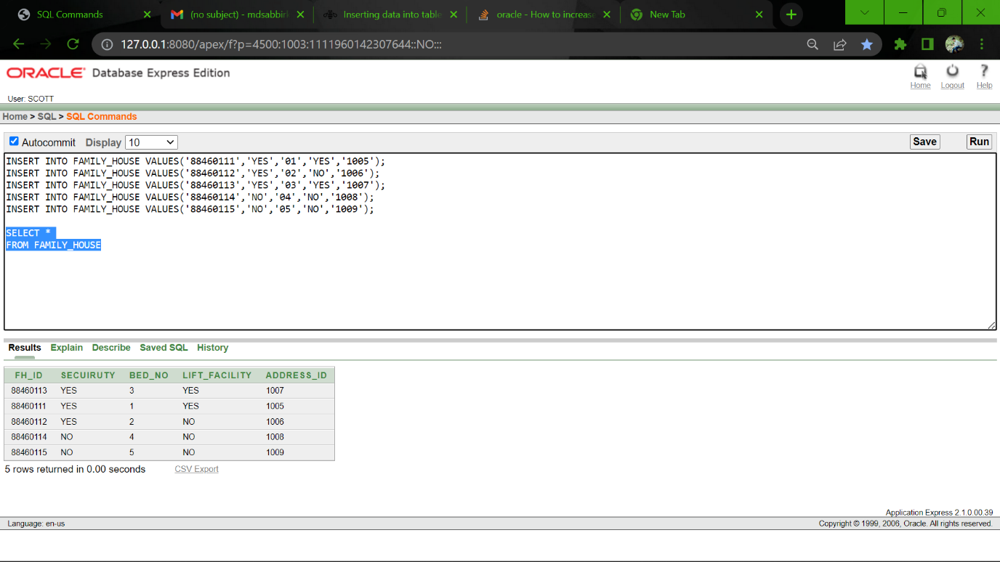 SQL Commands
(no subject) - mdsabbirk
Inserting data into table
oracle - How to increase
New Tab
127.0.0.1:8080/apex/f?p=4500:1003:1111960142307644::NO:::
ORACLE Database Express Edition
Home Logout Help
User: SCOTT
Home > SQL > SQL Commands
Autocommit Display 10 Save Run
INSERT INTO FAMILY_HOUSE VALUES('88460111','YES','01','YES','1005');
INSERT INTO FAMILY_HOUSE VALUES('88460112','YES','02','NO','1006');
INSERT INTO FAMILY_HOUSE VALUES('88460113','YES','03','YES','1007');
INSERT INTO FAMILY_HOUSE VALUES('88460114','NO','04','NO','1008');
INSERT INTO FAMILY_HOUSE VALUES('88460115','NO','05','NO','1009');
SELECT *
FROM FAMILY_HOUSE
Results Explain Describe Saved SQL History
FH_ID SECUIRUTY BED_NO LIFT_FACILITY ADDRESS_ID
88460113 YES 3 YES 1007
88460111 YES 1 YES 1005
88460112 YES 2 NO 1006
88460114 NO 4 NO 1008
88460115 NO 5 NO 1009
5 rows returned in 0.00 seconds CSV Export
Application Express 2.1.0.00.39
Language: en-us Copyright © 1999, 2006, Oracle. All rights reserved.